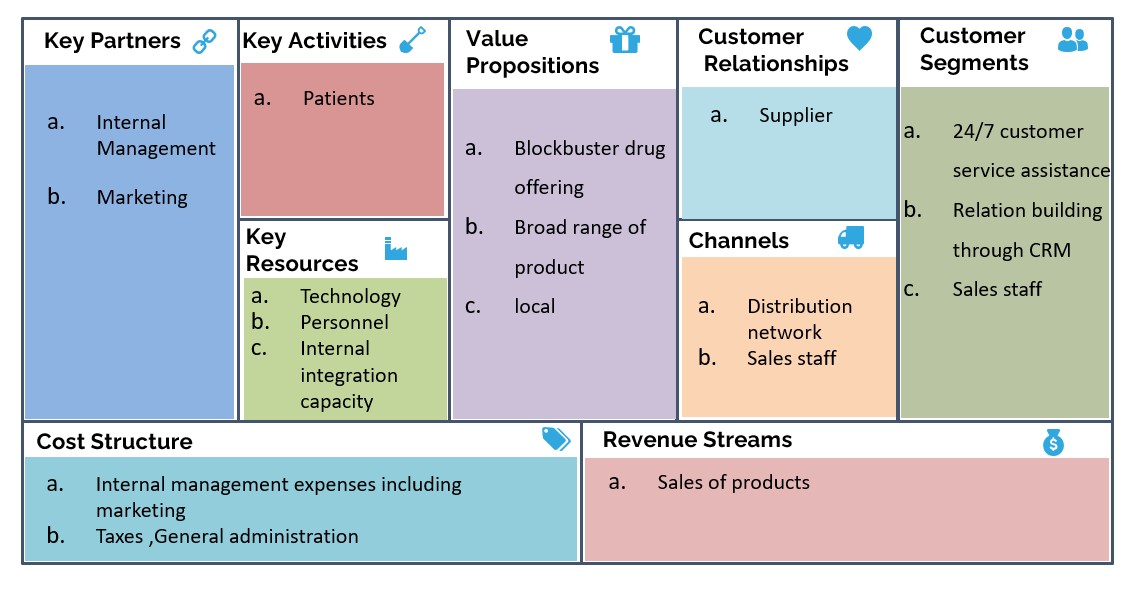 Key Partners
a. Internal
Management
b. Marketing
Key Activities
a. Patients
Key
Resources
a. Technology
b. Personnel
c. Internal
integration
capacity
Value
Propositions
a. Blockbuster drug
offering
b. Broad range of
product
c. local
Customer
Relationships
a. Supplier
Channels
a. Distribution
network
b. Sales staff
Customer
Segments
a. 24/7 customer
service assistance
b. Relation building
through CRM
c. Sales staff
Cost Structure
a. Internal management expenses including
marketing
b. Taxes ,General administration
Revenue Streams
$
a. Sales of products